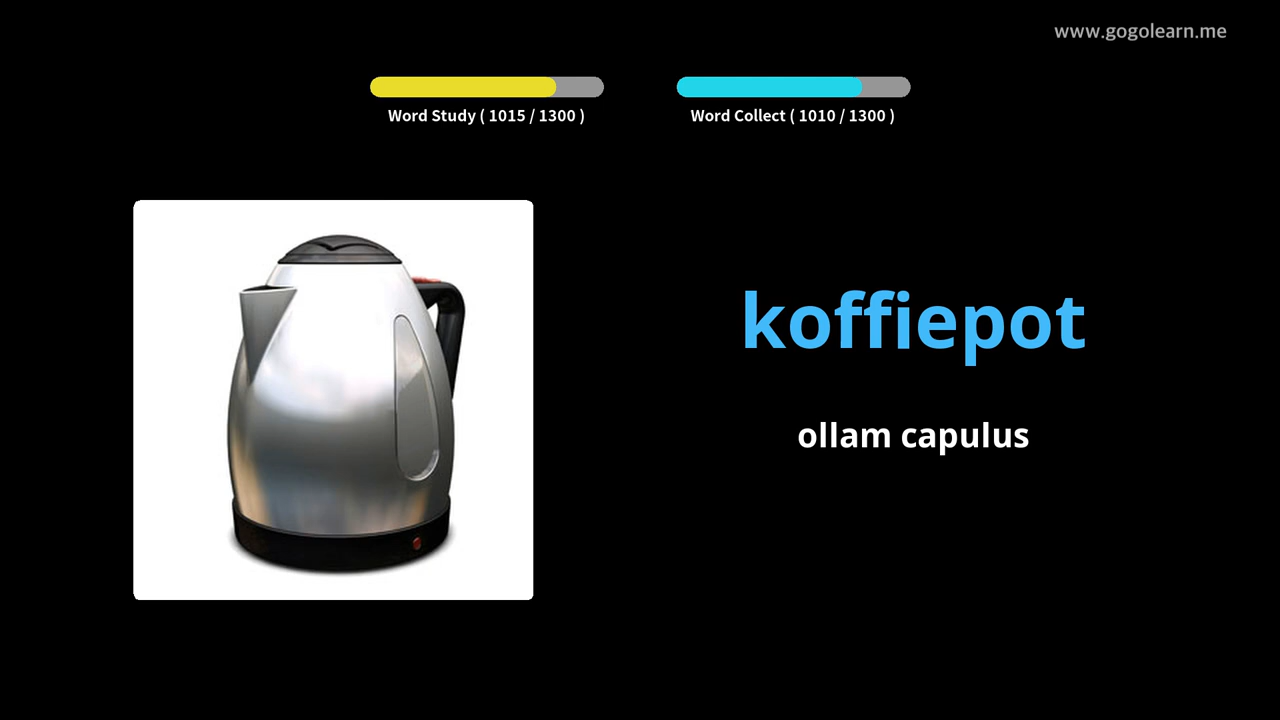 www.gogolearn.me
Word Study ( 1015 / 1300 )
Word Collect ( 1010 / 1300 )
koffiepot
ollam capulus